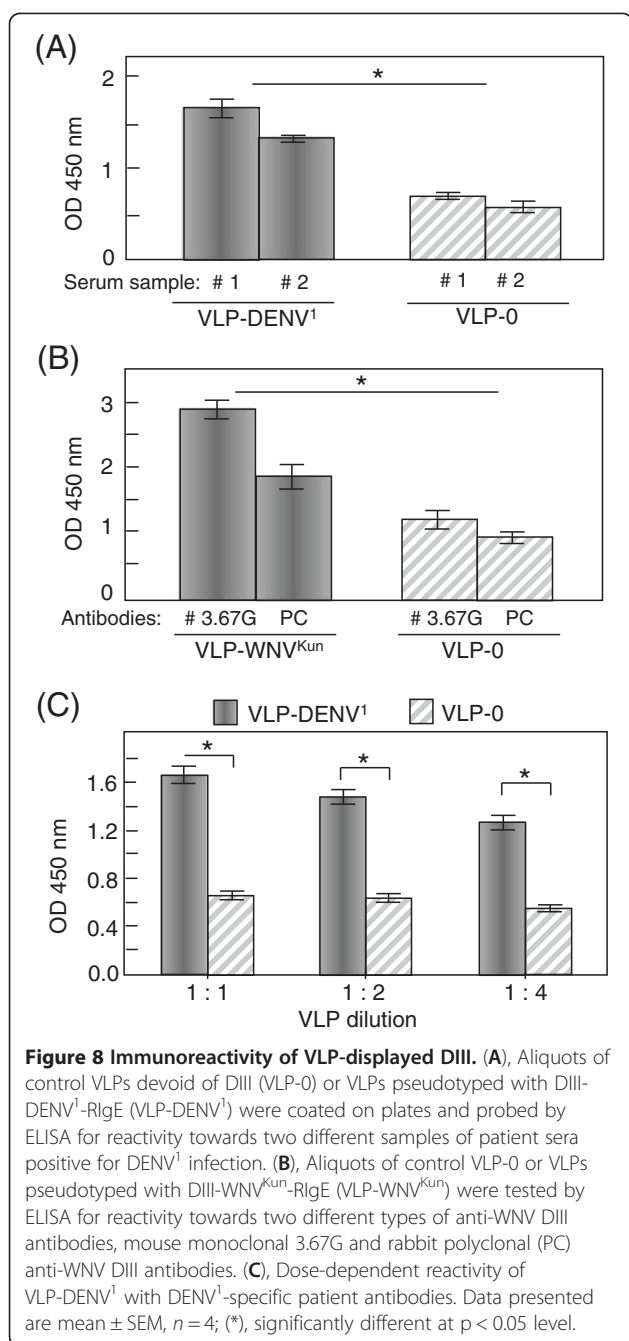 (A)
2
1
0
OD 450 nm
*
Serum sample: # 1 # 2 # 1 # 2
VLP-DENV¹ VLP-0
(B)
3
2
1
0
OD 450 nm
*
Antibodies: # 3.67G PC # 3.67G PC
VLP-WNVᴷᵘⁿ VLP-0
(C)
VLP-DENV¹ VLP-0
1.6
1.2
0.8
0.4
0.0
OD 450 nm
* * *
1 : 1 1 : 2 1 : 4
VLP dilution
Figure 8 Immunoreactivity of VLP-displayed DIII. (A), Aliquots of
control VLPs devoid of DIII (VLP-0) or VLPs pseudotyped with DIII-
DENV¹-RIgE (VLP-DENV¹) were coated on plates and probed by
ELISA for reactivity towards two different samples of patient sera
positive for DENV¹ infection. (B), Aliquots of control VLP-0 or VLPs
pseudotyped with DIII-WNVᴷᵘⁿ-RIgE (VLP-WNVᴷᵘⁿ) were tested by
ELISA for reactivity towards two different types of anti-WNV DIII
antibodies, mouse monoclonal 3.67G and rabbit polyclonal (PC)
anti-WNV DIII antibodies. (C), Dose-dependent reactivity of
VLP-DENV¹ with DENV¹-specific patient antibodies. Data presented
are mean ± SEM, n = 4; (*), significantly different at p < 0.05 level.